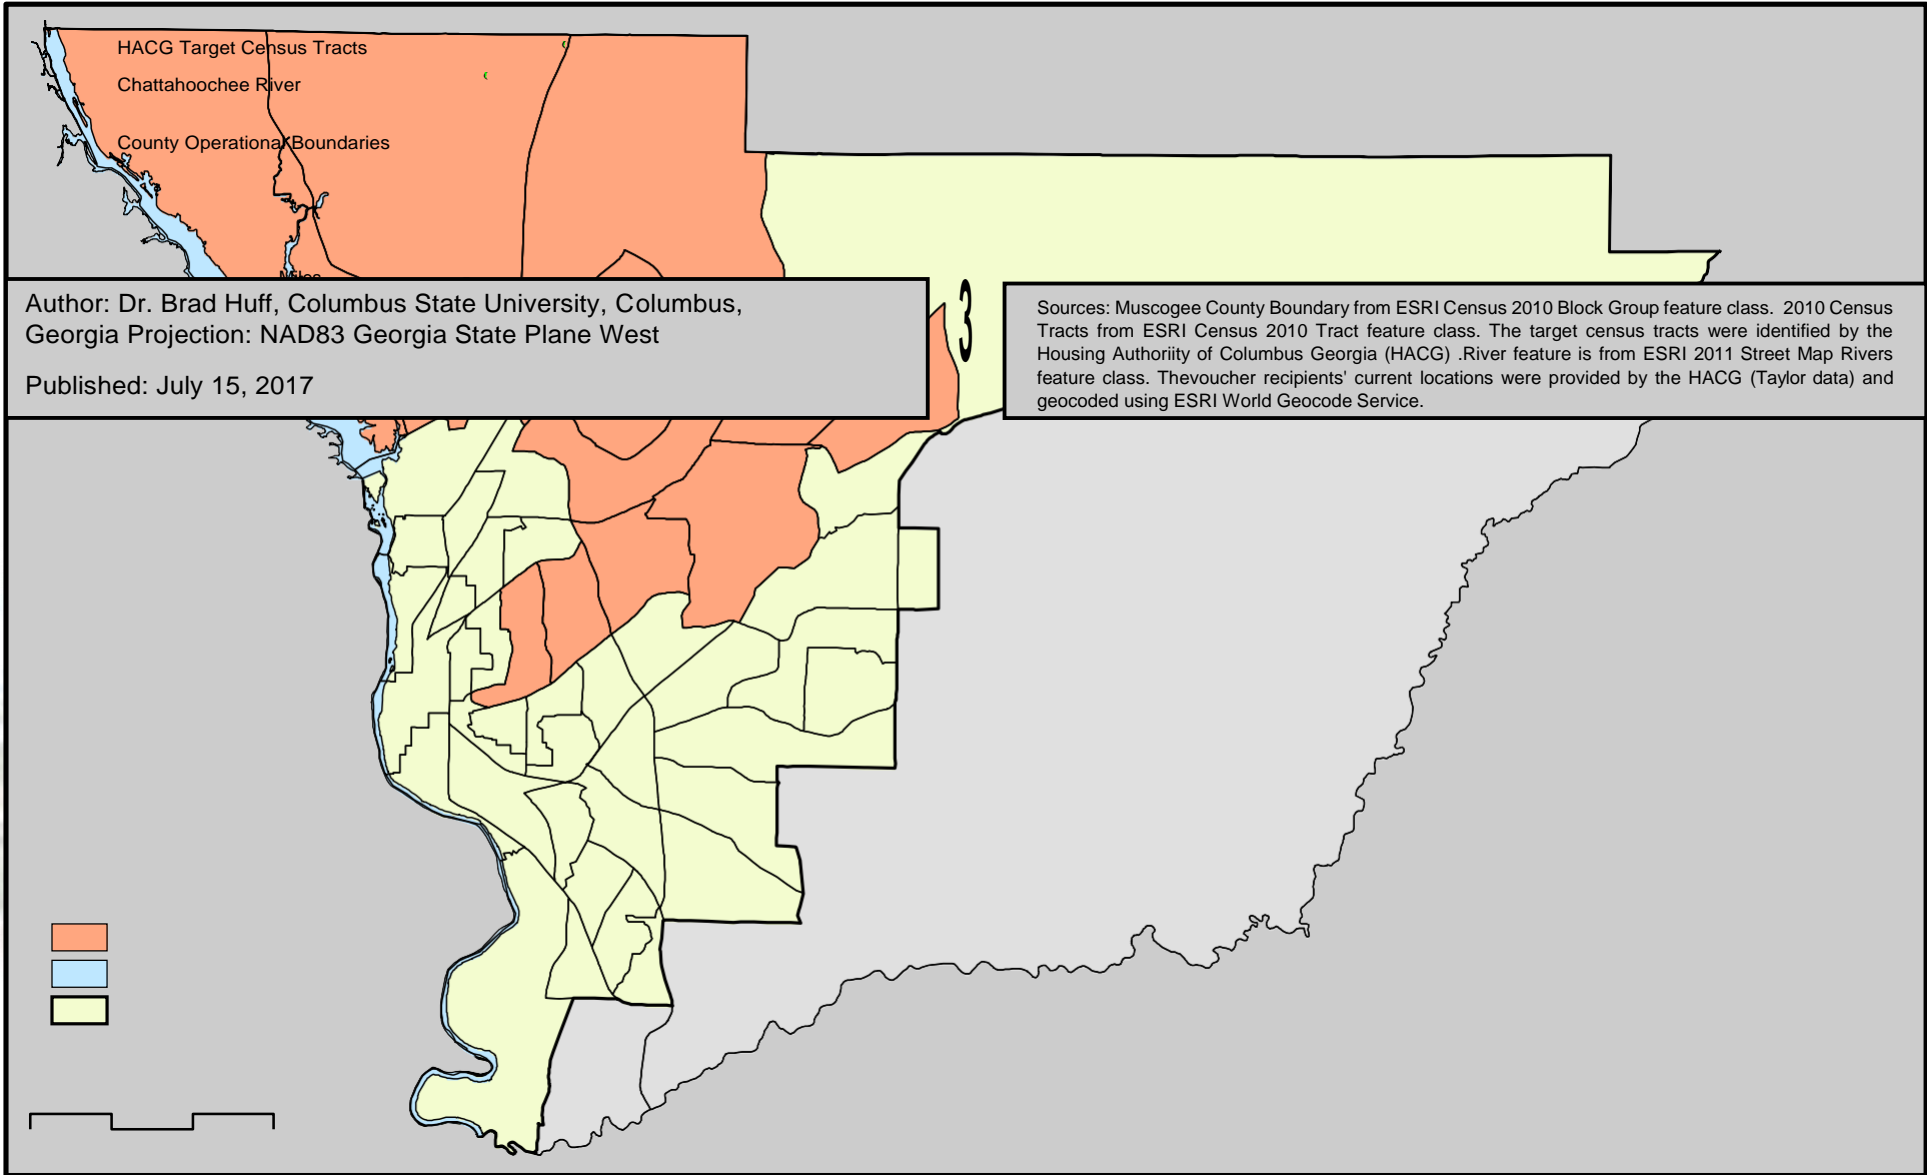 HACG Target Census Tracts
Chattahoochee River
County Operational Boundaries
Miles
Author: Dr. Brad Huff, Columbus State University, Columbus,
Georgia Projection: NAD83 Georgia State Plane West
Published: July 15, 2017
3
Sources: Muscogee County Boundary from ESRI Census 2010 Block Group feature class. 2010 Census
Tracts from ESRI Census 2010 Tract feature class. The target census tracts were identified by the
Housing Authoriity of Columbus Georgia (HACG) .River feature is from ESRI 2011 Street Map Rivers
feature class. Thevoucher recipients' current locations were provided by the HACG (Taylor data) and
geocoded using ESRI World Geocode Service.